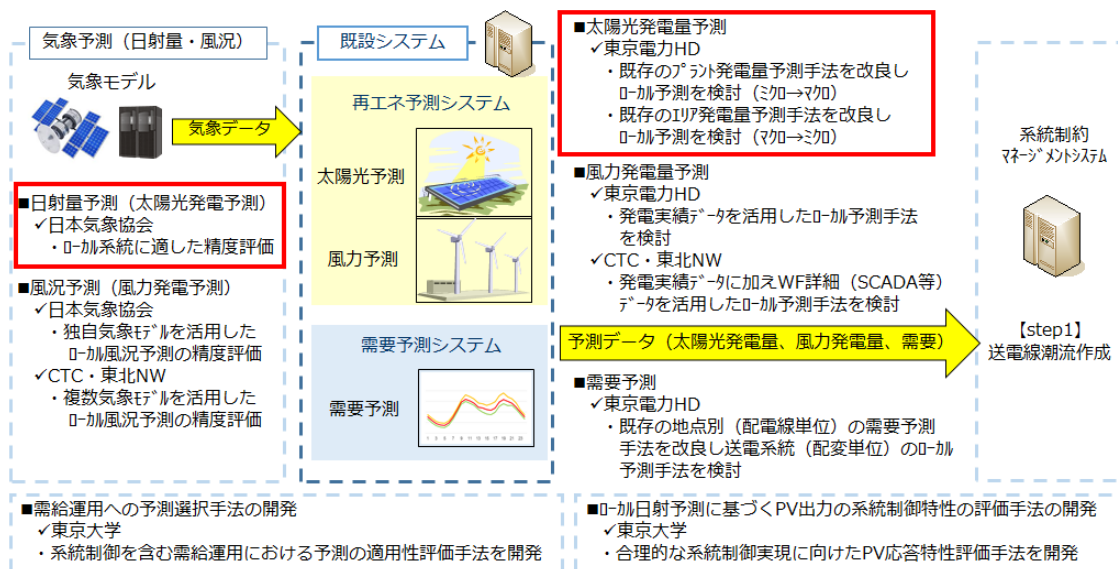 気象予測（日射量・風況）
気象モデル
気象データ
■日射量予測（太陽光発電予測）
✓日本気象協会
・ﾛｰｶﾙ系統に適した精度評価
■風況予測（風力発電予測）
✓日本気象協会
・独自気象ﾓﾃﾞﾙを活用した
ﾛｰｶﾙ風況予測の精度評価
✓CTC・東北NW
・複数気象ﾓﾃﾞﾙを活用した
ﾛｰｶﾙ風況予測の精度評価
既設システム
再エネ予測システム
太陽光予測
風力予測
需要予測システム
需要予測
1 3 5 7 9 11 13 15 17 19 21 23
■太陽光発電量予測
✓東京電力HD
・既存のﾌﾟﾗﾝﾄ発電量予測手法を改良し
ﾛｰｶﾙ予測を検討（ﾐｸﾛ→ﾏｸﾛ）
・既存のｴﾘｱ発電量予測手法を改良し
ﾛｰｶﾙ予測を検討（ﾏｸﾛ→ﾐｸﾛ）
■風力発電量予測
✓東京電力HD
・発電実績ﾃﾞｰﾀを活用したﾛｰｶﾙ予測手法
を検討
✓CTC・東北NW
・発電実績ﾃﾞｰﾀに加えWF詳細（SCADA等）
ﾃﾞｰﾀを活用したﾛｰｶﾙ予測手法を検討
予測データ（太陽光発電量、風力発電量、需要）
■需要予測
✓東京電力HD
・既存の地点別（配電線単位）の需要予測
手法を改良し送電系統（配変単位）のﾛｰｶﾙ
予測手法を検討
系統制約
ﾏﾈｰｼﾞﾒﾝﾄｼｽﾃﾑ
【step1】
送電線潮流作成
■需給運用への予測選択手法の開発
✓東京大学
・系統制御を含む需給運用における予測の適用性評価手法を開発
■ﾛｰｶﾙ日射予測に基づくPV出力の系統制御特性の評価手法の開発
✓東京大学
・合理的な系統制御実現に向けたPV応答特性評価手法を開発